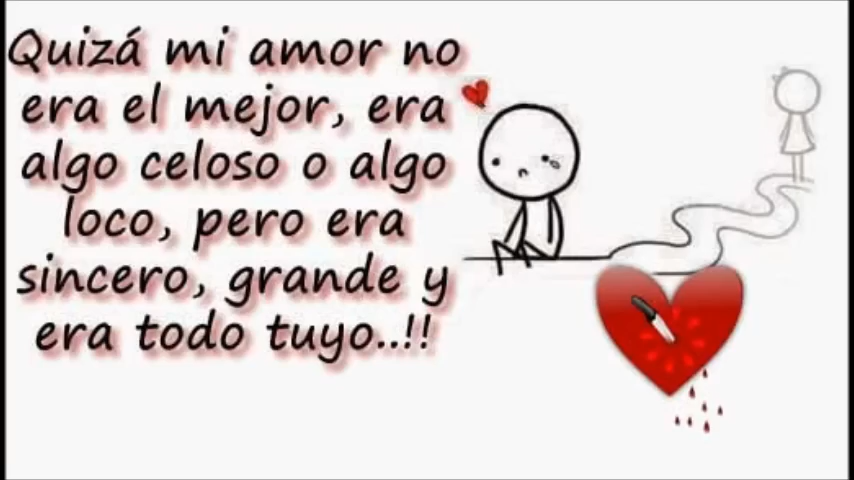 Quizá mi amor no
era el mejor, era
algo celoso o algo
loco, pero era
sincero, grande y
era todo tuyo..!!